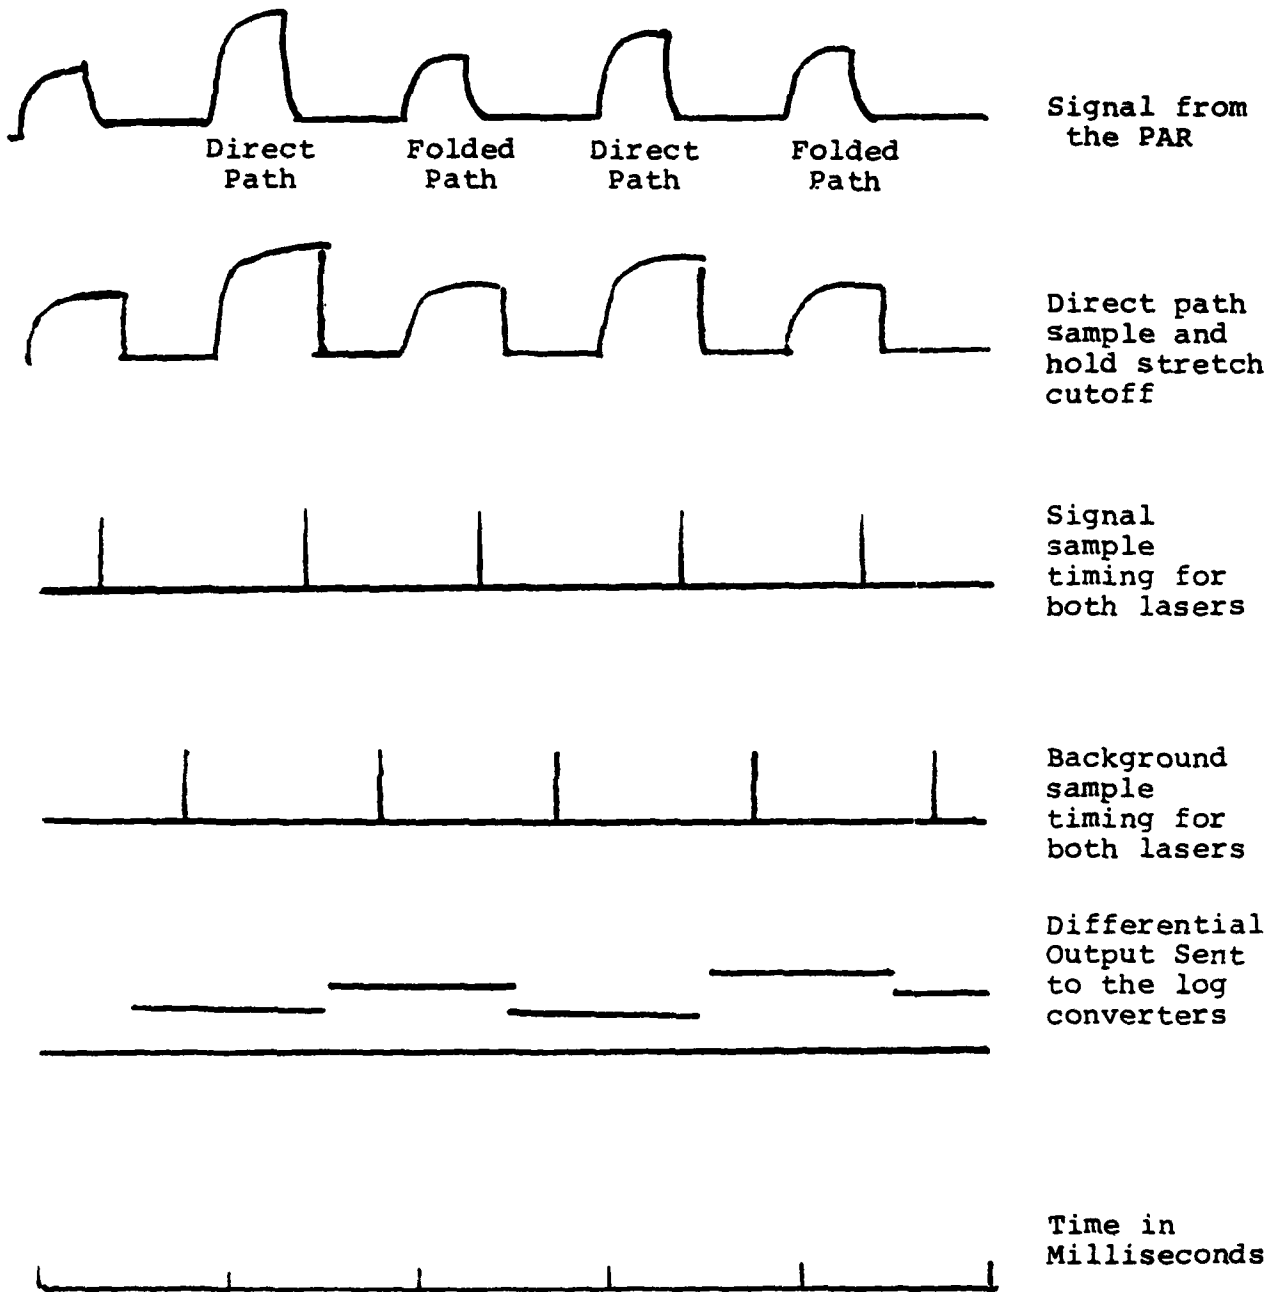 Signal from
the PAR
Direct
Path
Folded
Path
Direct
Path
Folded
Path
Direct path
sample and
hold stretch
cutoff
Signal
sample
timing for
both lasers
Background
sample
timing for
both lasers
Differential
Output Sent
to the log
converters
Time in
Milliseconds